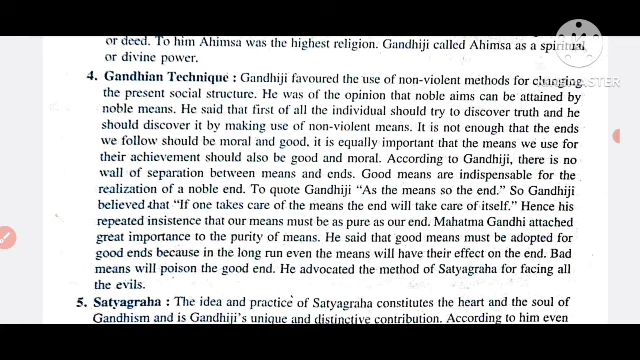 or deed. To him Ahimsa was the highest religion. Gandhiji called Ahimsa as a spiritual
or divine power.
4. Gandhian Technique : Gandhiji favoured the use of non-violent methods for changing
the present social structure. He was of the opinion that noble aims can be attained by
noble means. He said that first of all the individual should try to discover truth and he
should discover it by making use of non-violent means. It is not enough that the ends
we follow should be moral and good, it is equally important that the means we use for
their achievement should also be good and moral. According to Gandhiji, there is no
wall of separation between means and ends. Good means are indispensable for the
realization of a noble end. To quote Gandhiji "As the means so the end." So Gandhiji
believed that "If one takes care of the means the end will take care of itself." Hence his
repeated insistence that our means must be as pure as our end. Mahatma Gandhi attached
great importance to the purity of means. He said that good means must be adopted for
good ends because in the long run even the means will have their effect on the end. Bad
means will poison the good end. He advocated the method of Satyagraha for facing all
the evils.
5. Satyagraha : The idea and practice of Satyagraha constitutes the heart and the soul of
Gandhism and is Gandhiji's unique and distinctive contribution. According to him even